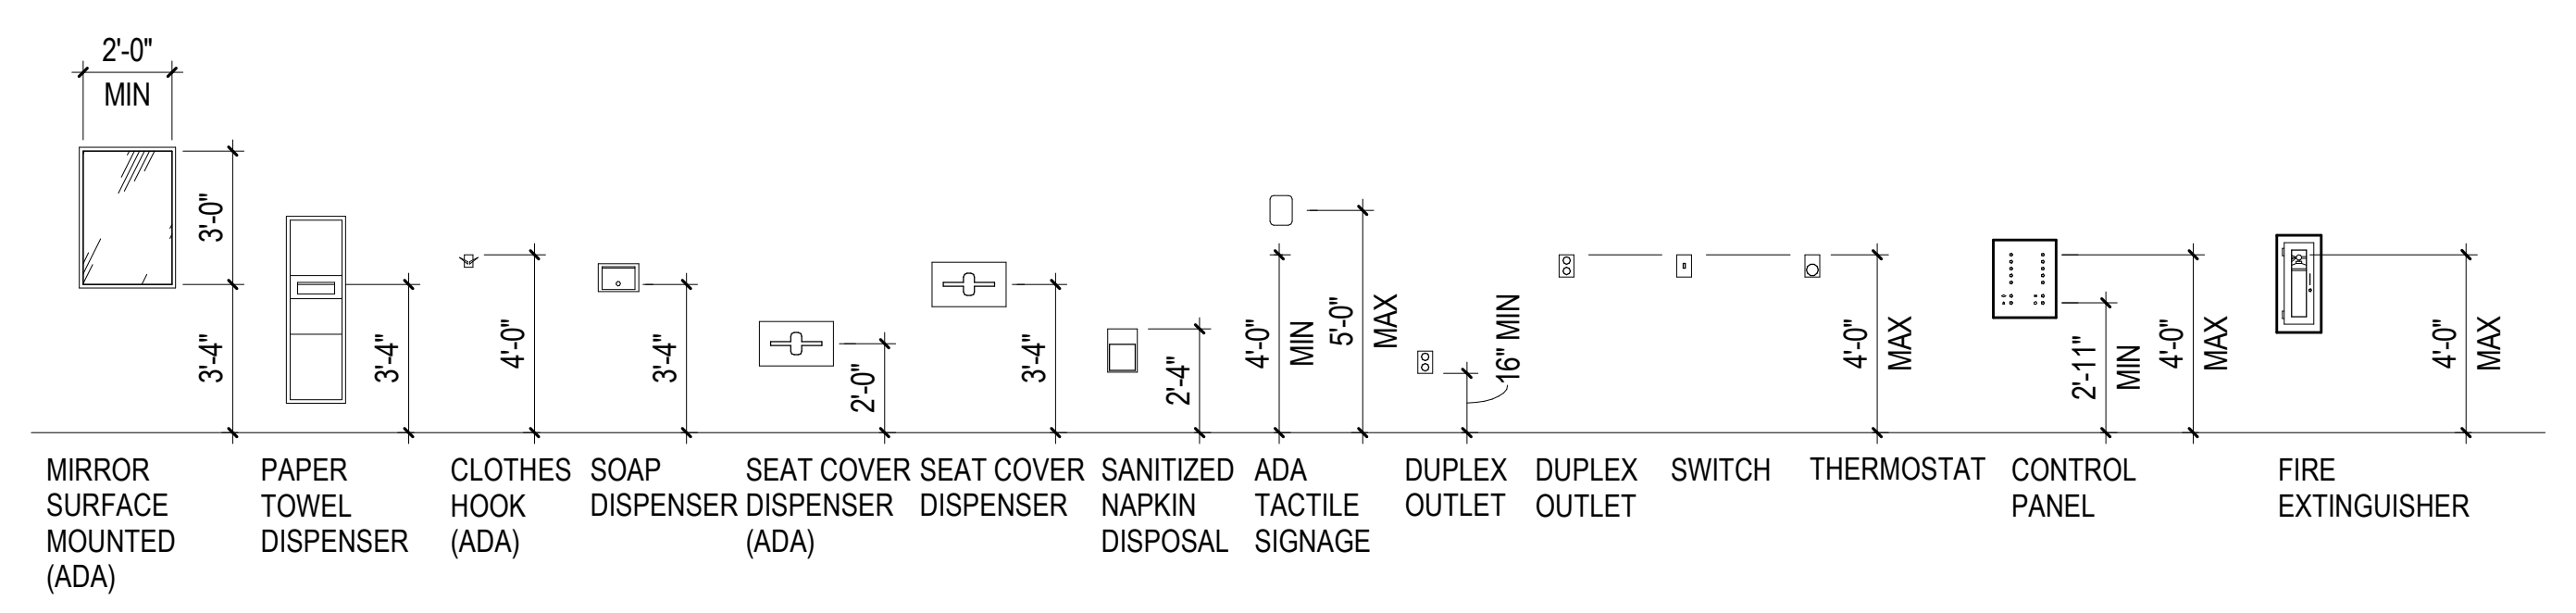 2'-0"
MIN
3'-0"
3'-4"
3'-4"
4'-0"
3'-4"
2'-0"
3'-4"
2'-4"
4'-0"
MIN
5'-0"
MAX
16" MIN
4'-0"
MAX
2'-11"
MIN
4'-0"
MAX
4'-0"
MAX
MIRROR
SURFACE
MOUNTED
(ADA)
PAPER
TOWEL
DISPENSER
CLOTHES
HOOK
(ADA)
SOAP
DISPENSER
SEAT COVER
DISPENSER
(ADA)
SEAT COVER
DISPENSER
SANITIZED
NAPKIN
DISPOSAL
ADA
TACTILE
SIGNAGE
DUPLEX
OUTLET
DUPLEX
OUTLET
SWITCH
THERMOSTAT
CONTROL
PANEL
FIRE
EXTINGUISHER